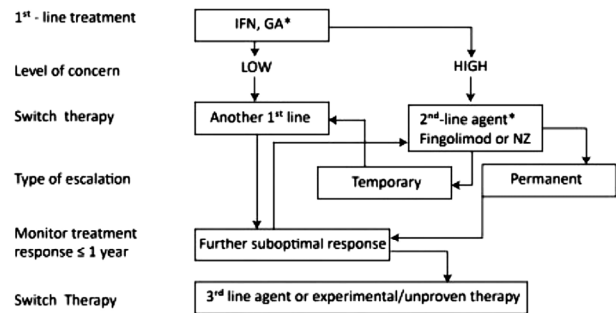 1st - line treatment
IFN, GA*
Level of concern
LOW
HIGH
Switch therapy
Another 1st line
2nd-line agent*
Fingolimod or NZ
Type of escalation
Temporary
Permanent
Monitor treatment
response ≤ 1 year
Further suboptimal response
Switch Therapy
3rd line agent or experimental/unproven therapy